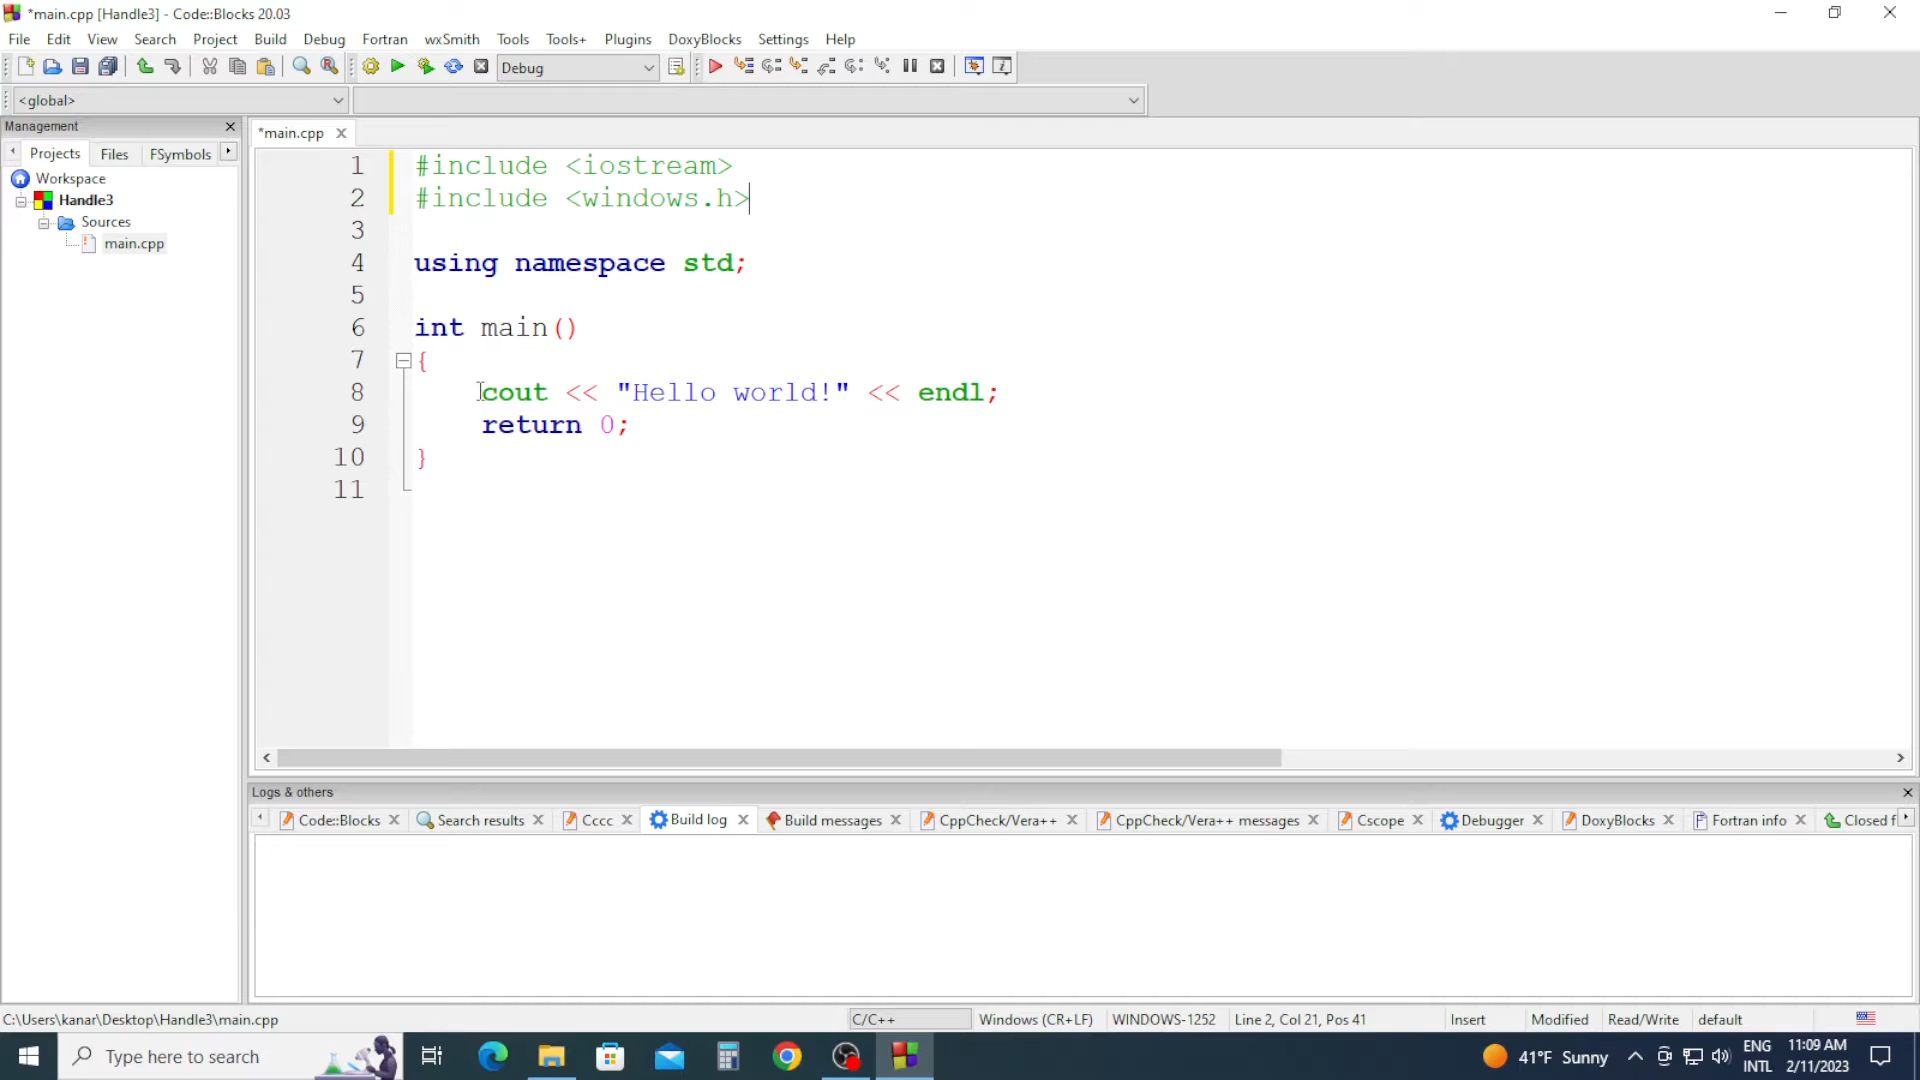 *main.cpp [Handle3] - Code::Blocks 20.03
File Edit View Search Project Build Debug Fortran wxSmith Tools Tools+ Plugins DoxyBlocks Settings Help
Debug
<global>
Management
*main.cpp
Projects Files FSymbols
Workspace
Handle3
Sources
main.cpp
1 #include <iostream>
2 #include <windows.h>
3
4 using namespace std;
5
6 int main()
7 {
8 cout << "Hello world!" << endl;
9 return 0;
10 }
11
Logs & others
Code::Blocks Search results Cccc Build log Build messages CppCheck/Vera++ CppCheck/Vera++ messages Cscope Debugger DoxyBlocks Fortran info Closed f
C:\Users\kanar\Desktop\Handle3\main.cpp C/C++ Windows (CR+LF) WINDOWS-1252 Line 2, Col 21, Pos 41 Insert Modified Read/Write default
Type here to search 41°F Sunny ENG INTL 11:09 AM 2/11/2023